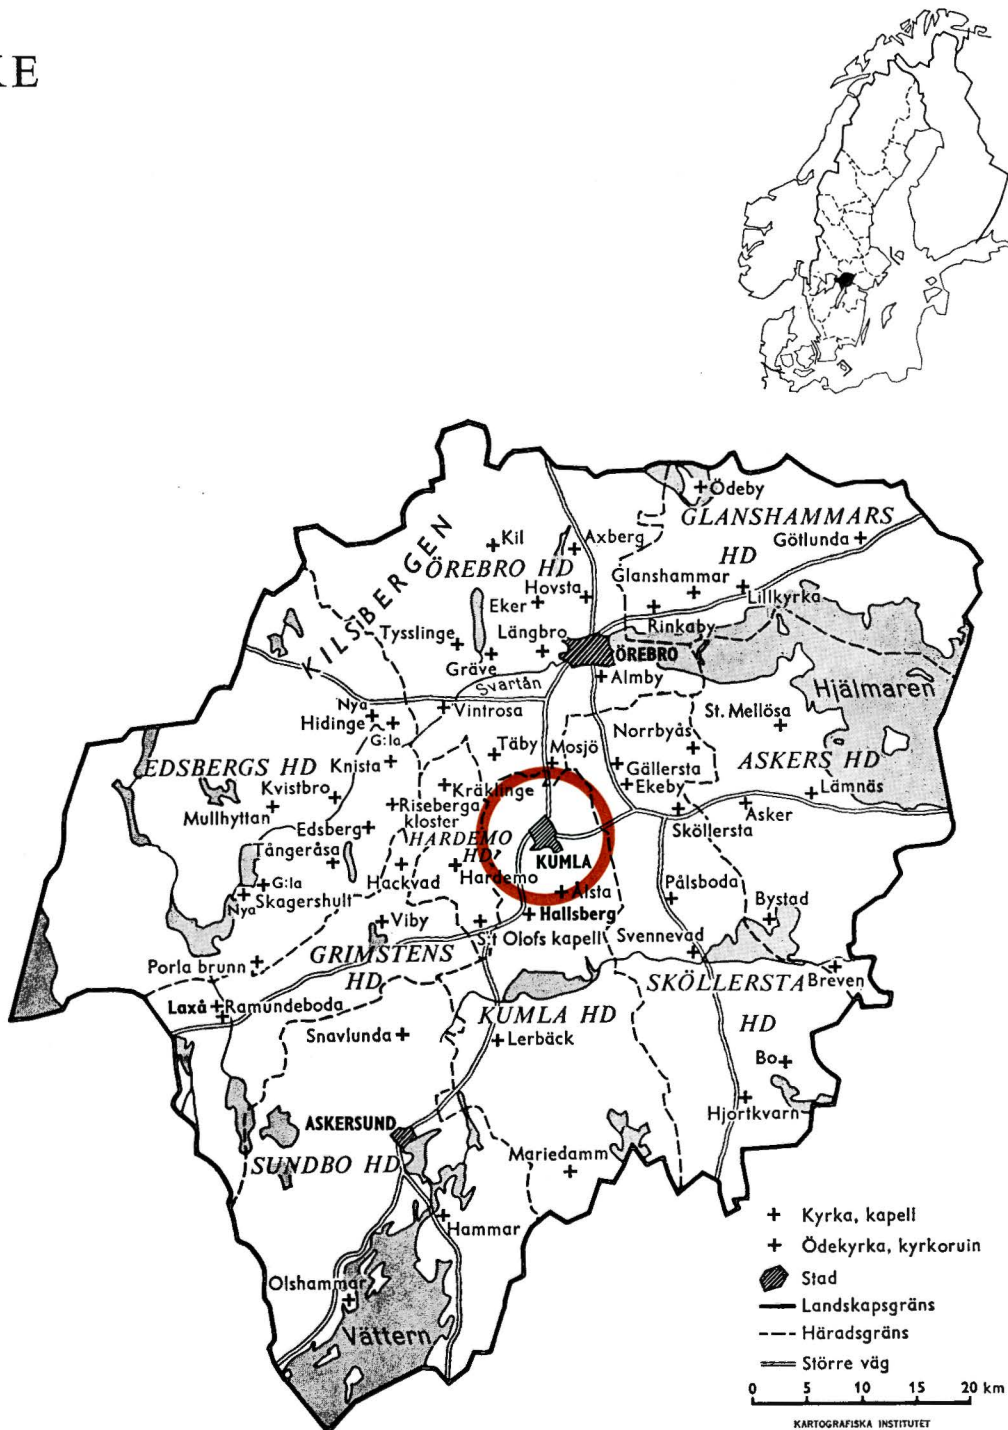 KE
Ödeby
GLANSHAMMARS
HD
Götlunda
Kil
Axberg
ÖREBRO HD
KILSBERGEN
Glanshammar
Hovsta
Eker
Lillkyrka
Rinkaby
Tysslinge
Längbro
ÖREBRO
Gräve
Almby
Svartån
Hjälmaren
Nya
Hidinge
G:la
Vintrosa
St. Mellösa
Norrbyås
Täby
Mosjö
Knista
EDSBERGS HD
Gällersta
ASKERS HD
Kvistbro
Kräklinge
Ekeby
Lämnäs
Mullhyttan
Riseberga
kloster
Asker
Sköllersta
Edsberg
HARDEMO
HD
Tångeråsa
KUMLA
Hackvad
Hardemo
G:la
Nya
Skagershult
Älsta
Pålsboda
Bystad
Viby
Hallsberg
S:t Olofs kapell
Svennevad
GRIMSTENS
HD
Porla brunn
SKÖLLERSTA
HD
Breven
Laxå
Ramundeboda
KUMLA HD
Snavlunda
Lerbäck
Bo
Hjortkvarn
ASKERSUND
SUNDBO HD
Mariedamm
Hammar
Olshammar
Vättern
Kyrka, kapell
Ödekyrka, kyrkoruin
Stad
Landskapsgräns
Häradsgräns
Större väg
0 5 10 15 20 km
KARTOGRAFISKA INSTITUTET